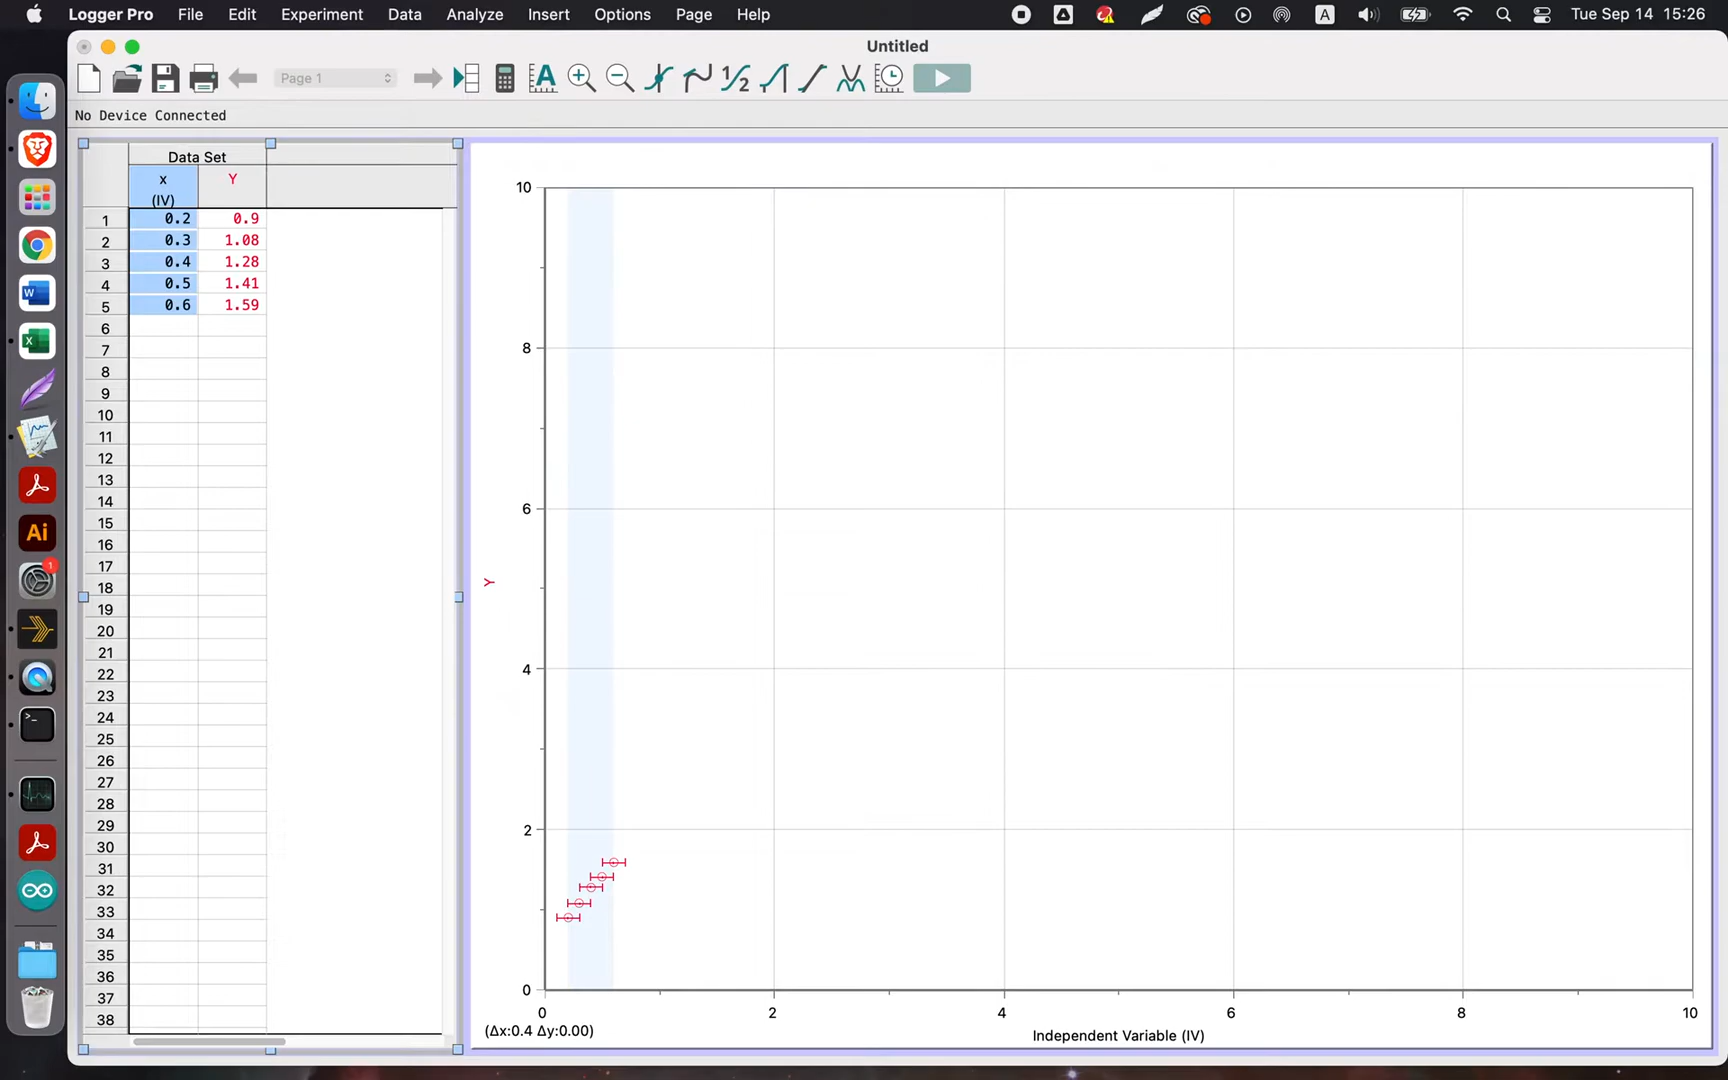 Logger Pro File Edit Experiment Data Analyze Insert Options Page Help A Tue Sep 14 15:26
Untitled
Page 1
No Device Connected
Data Set
x Y
(IV)
1 0.2 0.9
2 0.3 1.08
3 0.4 1.28
4 0.5 1.41
5 0.6 1.59
6
7
8
9
10
11
12
13
14
15
16
17
18
19
20
21
22
23
24
25
26
27
28
29
30
31
32
33
34
35
36
37
38
10
8
6
4
2
0
Y
0 2 4 6 8 10
(Δx:0.4 Δy:0.00)
Independent Variable (IV)
A
1/2
W
X
Ai
1
>_